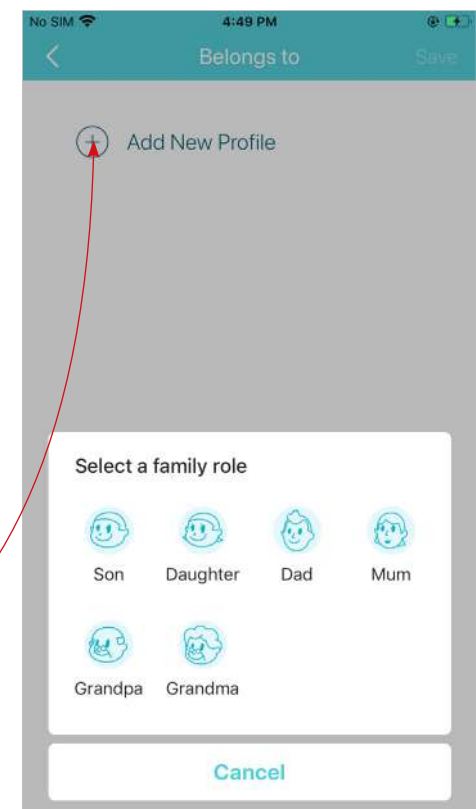 No SIM 4:49 PM
Belongs to Save
Add New Profile
Select a family role
Son Daughter Dad Mum
Grandpa Grandma
Cancel